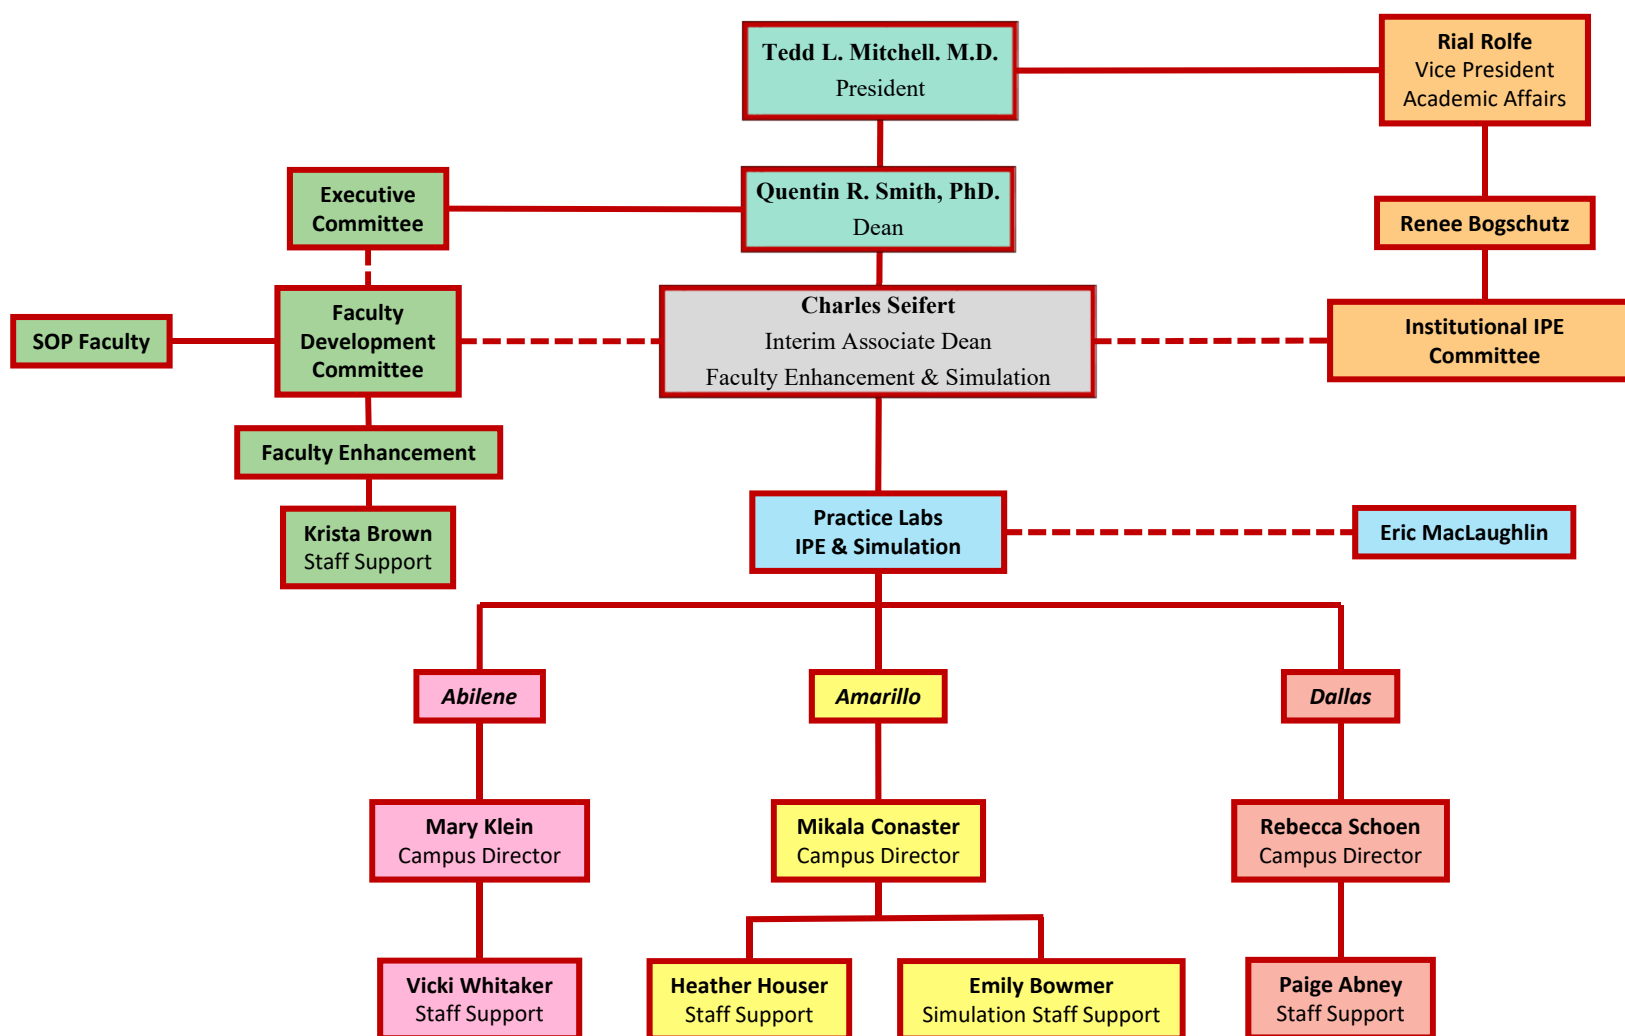 Tedd L. Mitchell. M.D.
President
Rial Rolfe
Vice President
Academic Affairs
Executive
Committee
Quentin R. Smith, PhD.
Dean
Renee Bogschutz
SOP Faculty
Faculty
Development
Committee
Charles Seifert
Interim Associate Dean
Faculty Enhancement & Simulation
Institutional IPE
Committee
Faculty Enhancement
Krista Brown
Staff Support
Practice Labs
IPE & Simulation
Eric MacLaughlin
Abilene
Amarillo
Dallas
Mary Klein
Campus Director
Mikala Conaster
Campus Director
Rebecca Schoen
Campus Director
Vicki Whitaker
Staff Support
Heather Houser
Staff Support
Emily Bowmer
Simulation Staff Support
Paige Abney
Staff Support